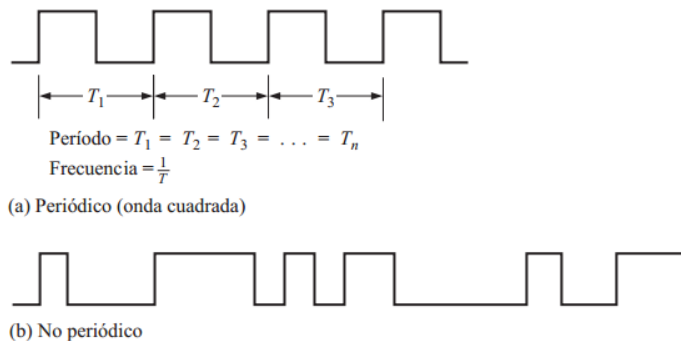 T₁ T₂ T₃
Período = T₁ = T₂ = T₃ = . . . = Tₙ
Frecuencia = 1/T
(a) Periódico (onda cuadrada)
(b) No periódico